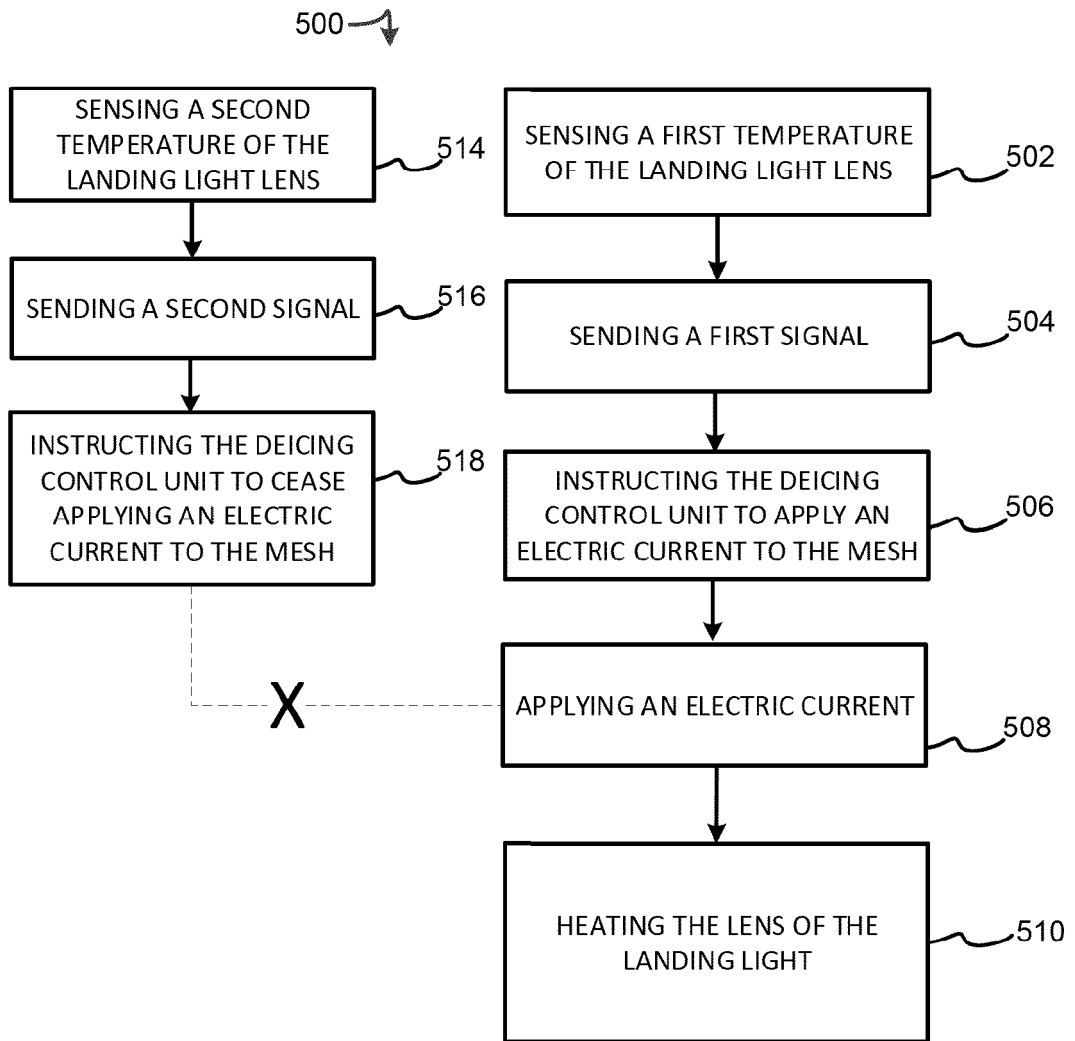 500
SENSING A SECOND
TEMPERATURE OF THE
LANDING LIGHT LENS
514
SENDING A SECOND SIGNAL
516
INSTRUCTING THE DEICING
CONTROL UNIT TO CEASE
APPLYING AN ELECTRIC
CURRENT TO THE MESH
518
X
SENSING A FIRST TEMPERATURE
OF THE LANDING LIGHT LENS
502
SENDING A FIRST SIGNAL
504
INSTRUCTING THE DEICING
CONTROL UNIT TO APPLY AN
ELECTRIC CURRENT TO THE MESH
506
APPLYING AN ELECTRIC CURRENT
508
HEATING THE LENS OF THE
LANDING LIGHT
510